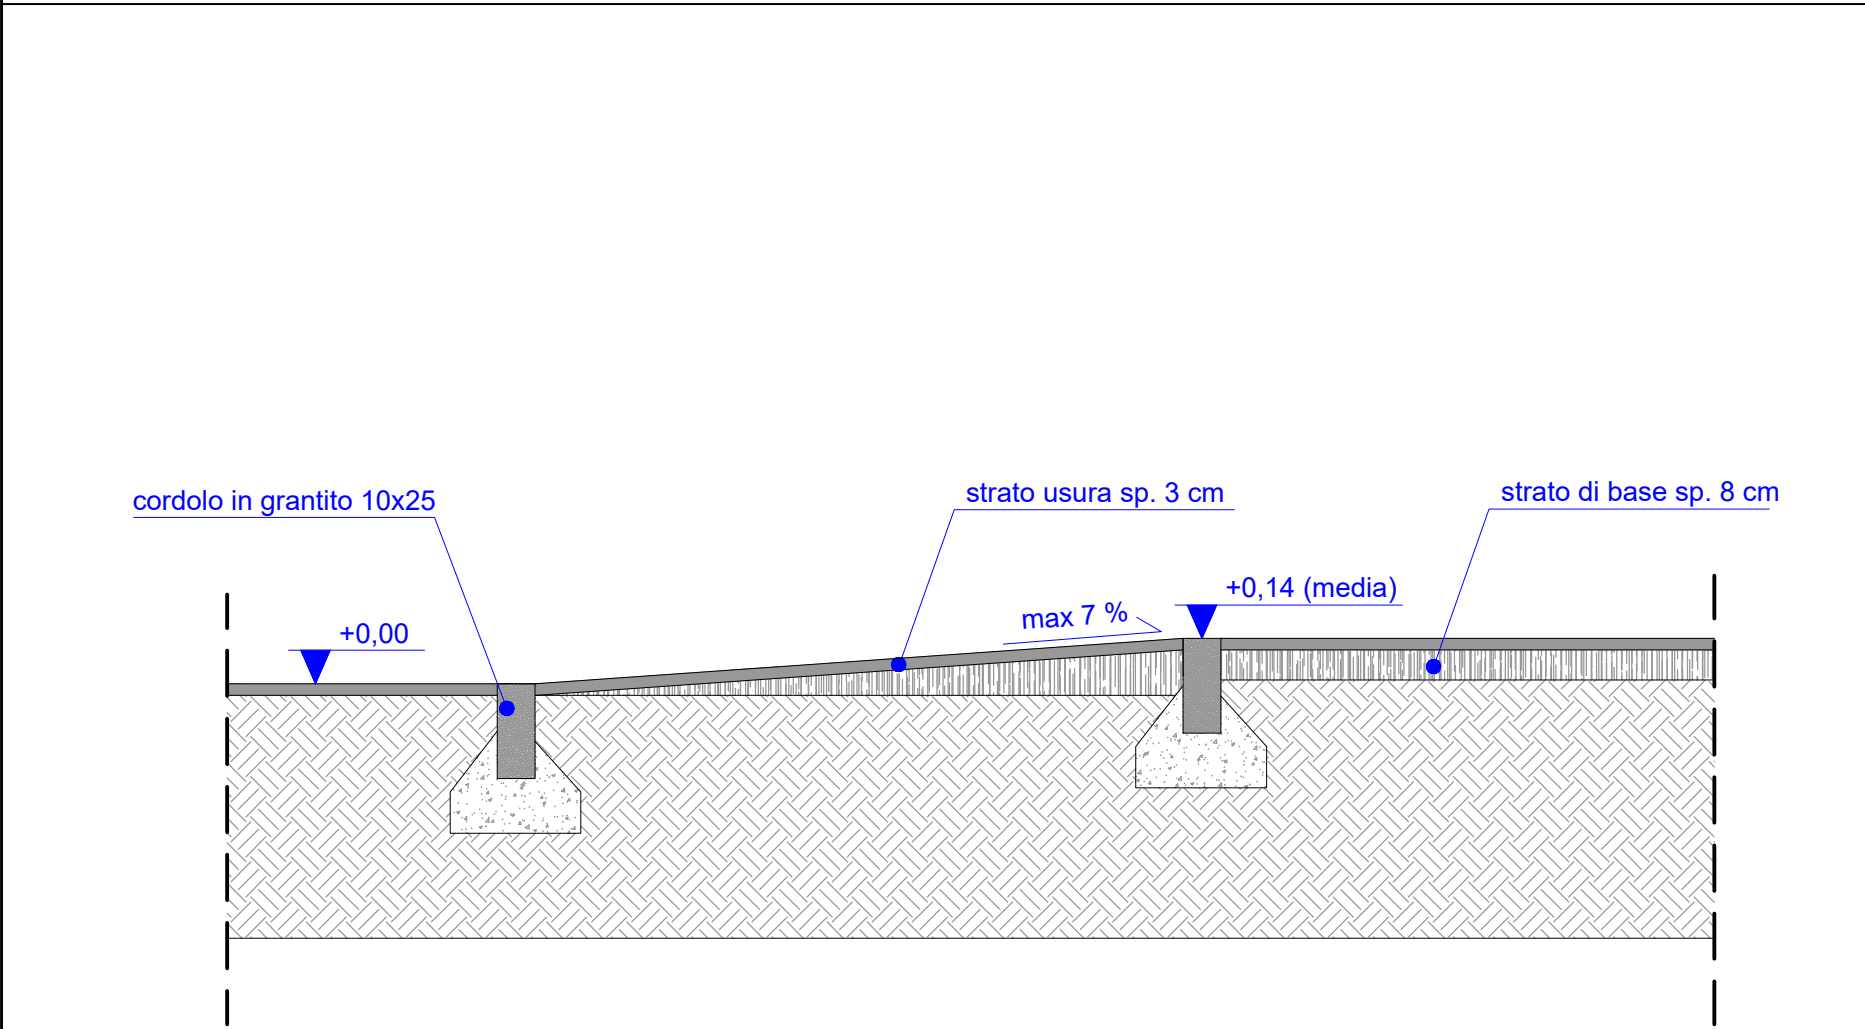 strato usura sp. 3 cm
strato di base sp. 8 cm
cordolo in grantito 10x25
+0,14 (media)
max 7 %
+0,00